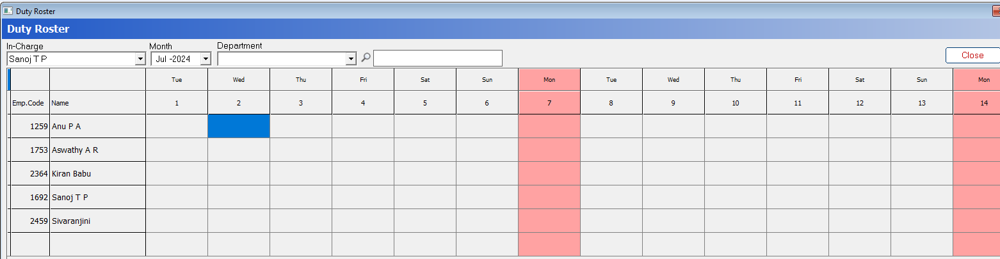 Duty Roster
Duty Roster
In-Charge Month Department
Sanoj T P Jul -2024
Close
Tue Wed Thu Fri Sat Sun Mon Tue Wed Thu Fri Sat Sun Mon
Emp.Code Name 1 2 3 4 5 6 7 8 9 10 11 12 13 14
1259 Anu P A
1753 Aswathy A R
2364 Kiran Babu
1692 Sanoj T P
2459 Sivaranjini